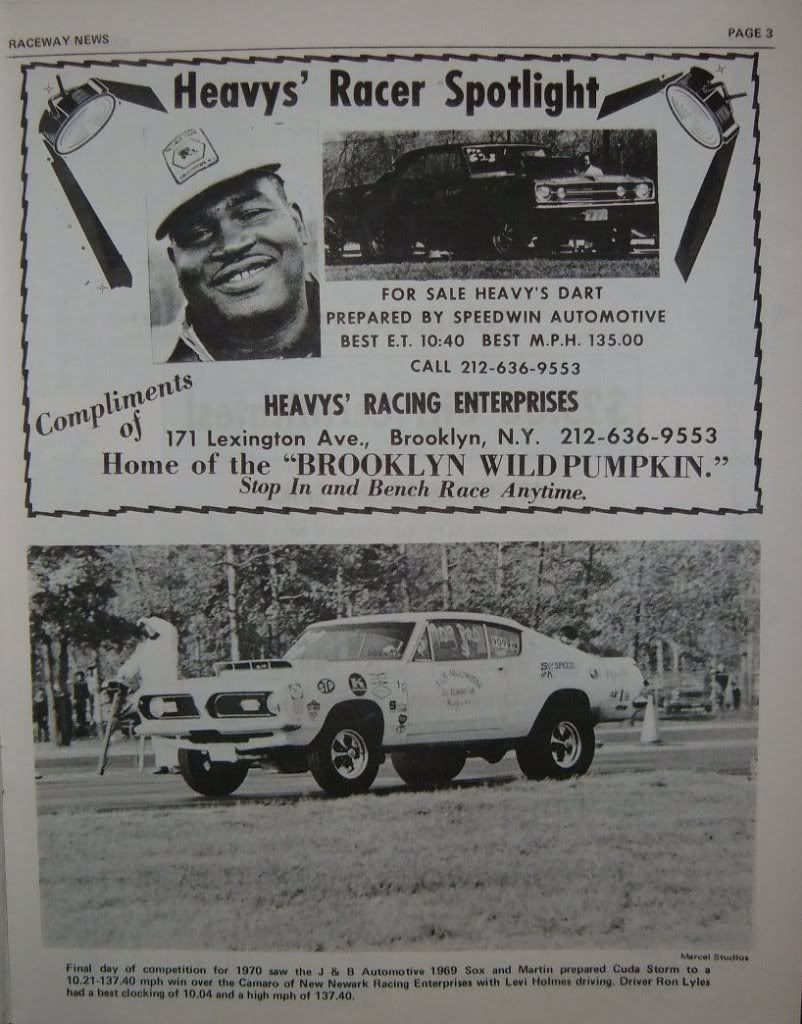 RACEWAY NEWS
PAGE 3
Heavys' Racer Spotlight
FOR SALE HEAVY'S DART
PREPARED BY SPEEDWIN AUTOMOTIVE
BEST E.T. 10:40 BEST M.P.H. 135.00
CALL 212-636-9553
Compliments
of
HEAVYS' RACING ENTERPRISES
171 Lexington Ave., Brooklyn, N.Y. 212-636-9553
Home of the “BROOKLYN WILD PUMPKIN.”
Stop In and Bench Race Anytime.
STP
K
S
Marcel Studios
Final day of competition for 1970 saw the J & B Automotive 1969 Sox and Martin prepared Cuda Storm to a
10.21-137.40 mph win over the Camaro of New Newark Racing Enterprises with Levi Holmes driving. Driver Ron Lyles
had a best clocking of 10.04 and a high mph of 137.40.